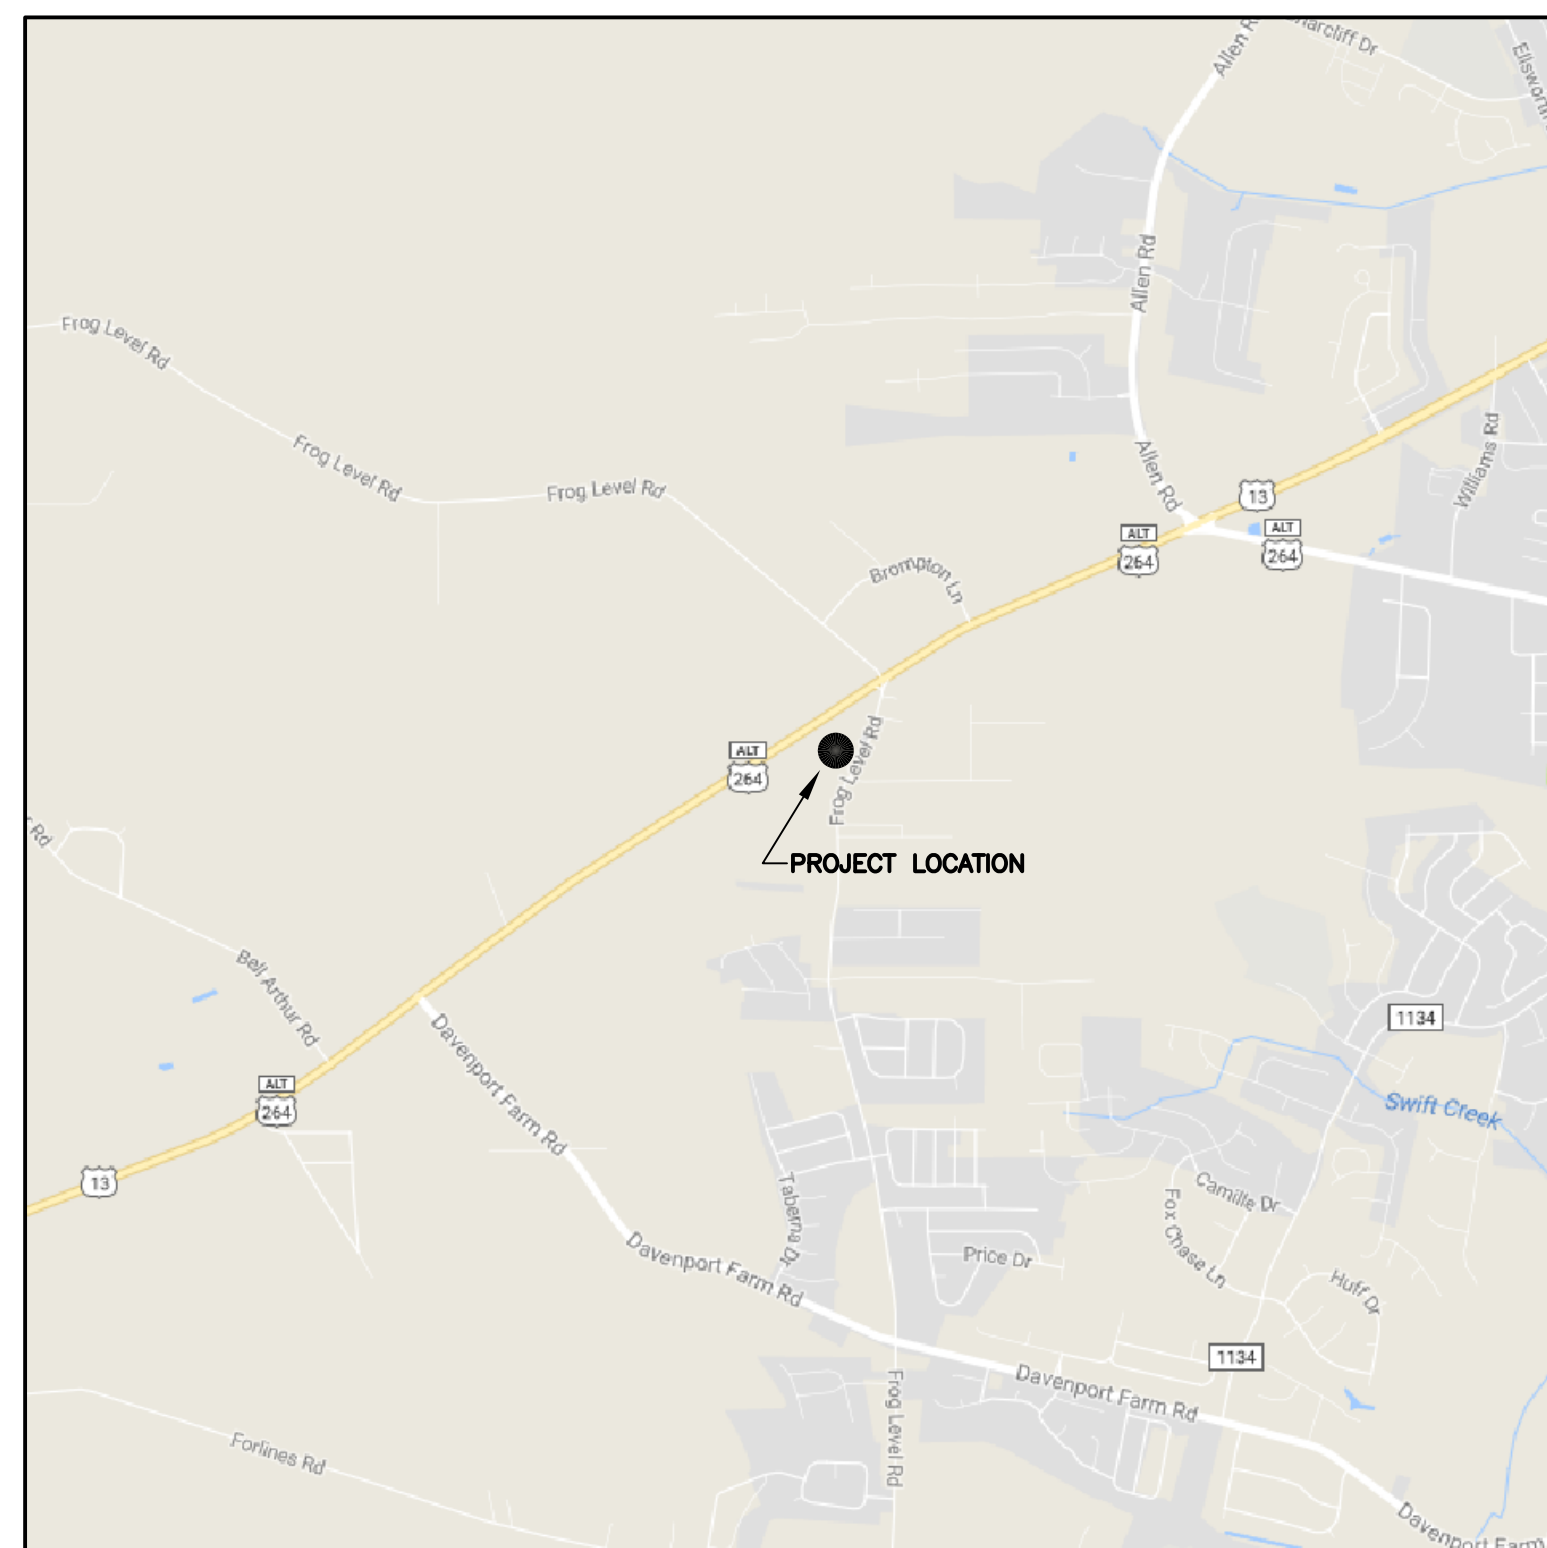 Allen R
arcliff Dr
Ellsworth
Allen Rd
Frog Level Rd
Frog Level Rd
Frog Level Rd
Allen Rd
Williams Rd
13
ALT
264
ALT
264
Brompton Ln
Frog Level Rd
ALT
264
PROJECT LOCATION
r Rd
Bell Arthur Rd
1134
Davenport Farm Rd
ALT
264
Swift Creek
13
Taberna Dr
Camille Dr
Fox Chase Ln
Price Dr
Huff Dr
Davenport Farm Rd
1134
Davenport Farm Rd
Frog Level Rd
Forlines Rd
Davenport Farm